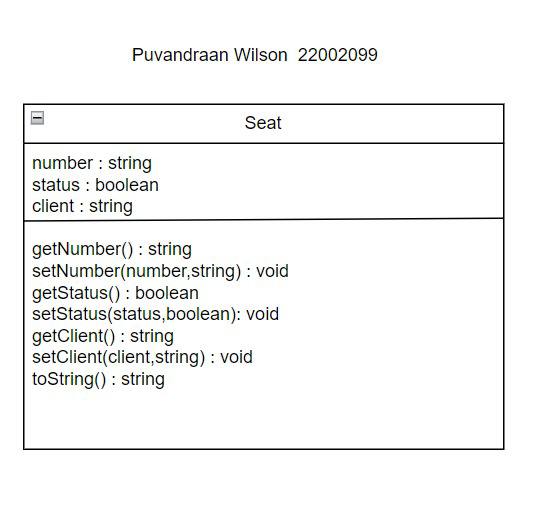 Puvandraan Wilson  22002099
Seat
number : string
status : boolean
client : string
getNumber() : string
setNumber(number,string) : void
getStatus() : boolean
setStatus(status,boolean): void
getClient() : string
setClient(client,string) : void
toString() : string